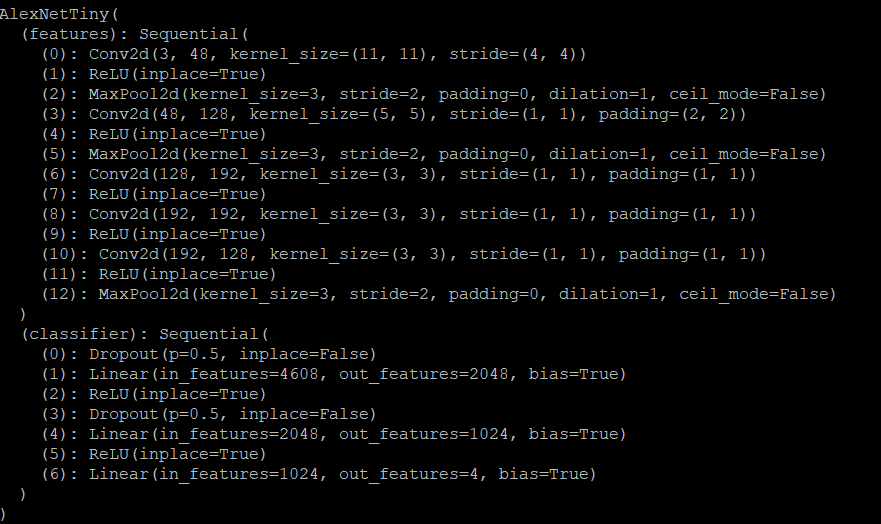 AlexNetTiny(
  (features): Sequential(
    (0): Conv2d(3, 48, kernel_size=(11, 11), stride=(4, 4))
    (1): ReLU(inplace=True)
    (2): MaxPool2d(kernel_size=3, stride=2, padding=0, dilation=1, ceil_mode=False)
    (3): Conv2d(48, 128, kernel_size=(5, 5), stride=(1, 1), padding=(2, 2))
    (4): ReLU(inplace=True)
    (5): MaxPool2d(kernel_size=3, stride=2, padding=0, dilation=1, ceil_mode=False)
    (6): Conv2d(128, 192, kernel_size=(3, 3), stride=(1, 1), padding=(1, 1))
    (7): ReLU(inplace=True)
    (8): Conv2d(192, 192, kernel_size=(3, 3), stride=(1, 1), padding=(1, 1))
    (9): ReLU(inplace=True)
    (10): Conv2d(192, 128, kernel_size=(3, 3), stride=(1, 1), padding=(1, 1))
    (11): ReLU(inplace=True)
    (12): MaxPool2d(kernel_size=3, stride=2, padding=0, dilation=1, ceil_mode=False)
  )
  (classifier): Sequential(
    (0): Dropout(p=0.5, inplace=False)
    (1): Linear(in_features=4608, out_features=2048, bias=True)
    (2): ReLU(inplace=True)
    (3): Dropout(p=0.5, inplace=False)
    (4): Linear(in_features=2048, out_features=1024, bias=True)
    (5): ReLU(inplace=True)
    (6): Linear(in_features=1024, out_features=4, bias=True)
  )
)